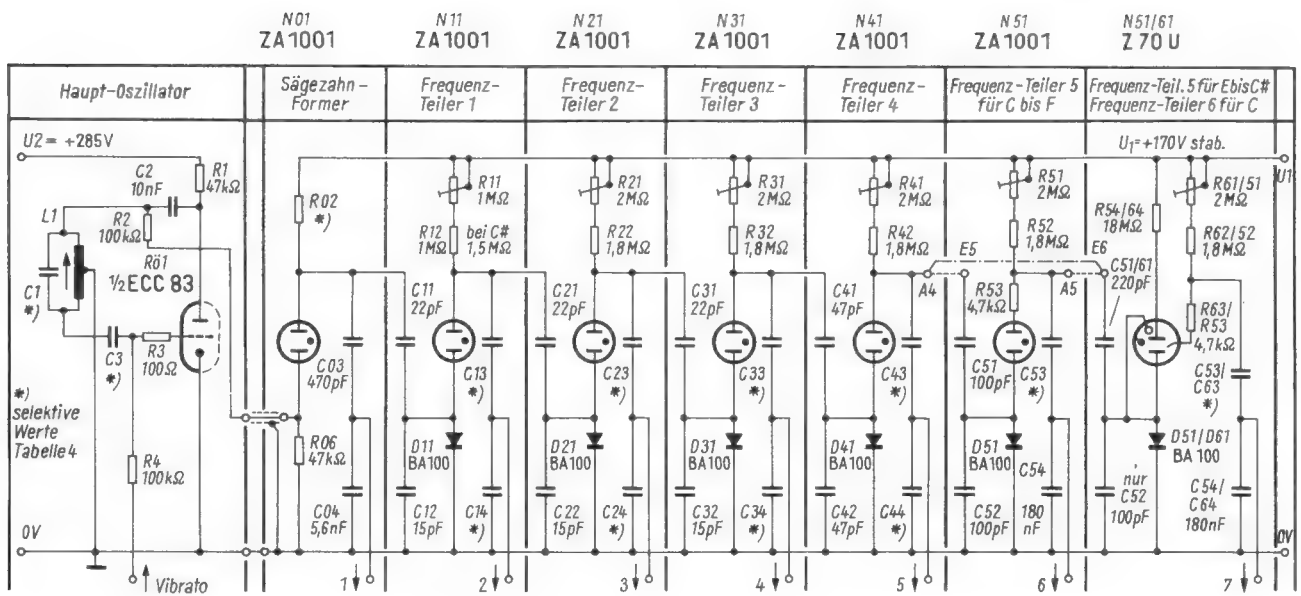 N01
ZA1001
N11
ZA1001
N21
ZA1001
N31
ZA1001
N41
ZA1001
N51
ZA1001
N51/61
Z70U
Haupt-Oszillator
Sägezahn-
Former
Frequenz-
Teiler 1
Frequenz-
Teiler 2
Frequenz-
Teiler 3
Frequenz-
Teiler 4
Frequenz-Teiler 5
für C bis F
Frequenz-Teil. 5 für E bis C#
Frequenz-Teiler 6 für C
U2 = +285V
C2
10nF
R1
47kΩ
L1
R2
100kΩ
Rö1
½ECC 83
C1
*)
C3
*)
R3
100Ω
*)
selektive
Werte
Tabelle 4
R4
100kΩ
0V
Vibrato
R02
*)
C03
470pF
R06
47kΩ
C04
5,6nF
1
R11
1MΩ
R12
1MΩ
bei C#
1,5MΩ
C11
22pF
C13
*)
D11
BA100
C12
15pF
C14
*)
2
R21
2MΩ
R22
1,8MΩ
C21
22pF
C23
*)
D21
BA100
C22
15pF
C24
*)
3
R31
2MΩ
R32
1,8MΩ
C31
22pF
C33
*)
D31
BA100
C32
15pF
C34
*)
4
R41
2MΩ
R42
1,8MΩ
C41
47pF
C43
*)
D41
BA100
C42
47pF
C44
*)
5
A4
E5
R51
2MΩ
R52
1,8MΩ
R53
4,7kΩ
C51
100pF
C53
*)
D51
BA100
C52
100pF
C54
180
nF
6
A5
E6
U1=+170V stab.
U1
R54/64
18MΩ
R61/51
2MΩ
R62/52
1,8MΩ
C51/61
220pF
R63/
R53
4,7kΩ
C53/
C63
*)
D51/D61
BA100
nur
C52
100pF
C54/
C64
180nF
0V
7